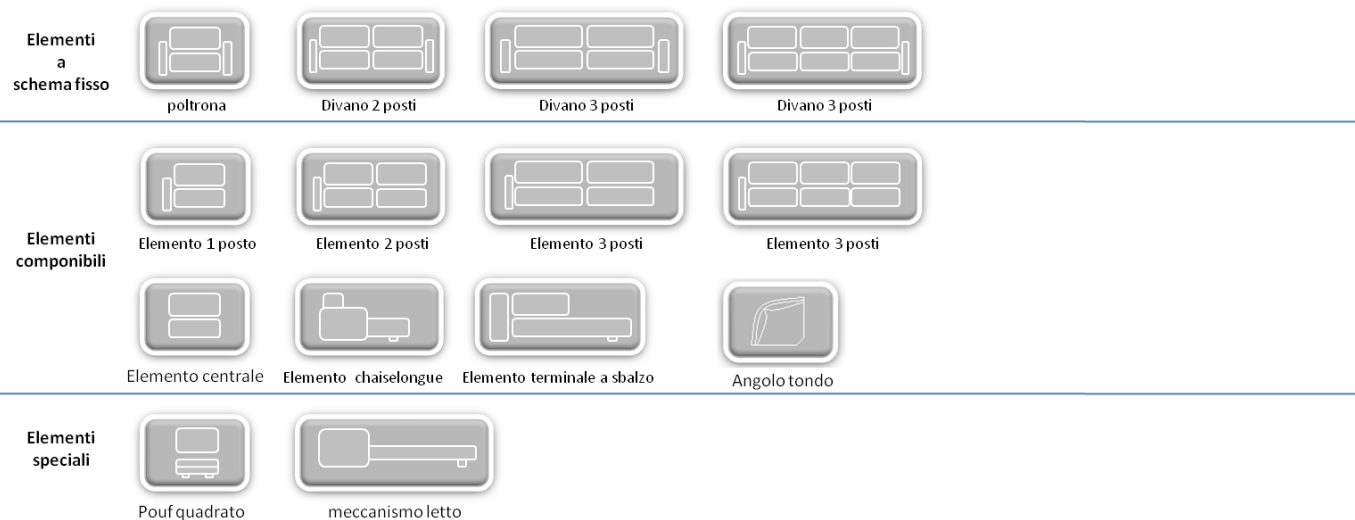 Elementi
a
schema fisso
poltrona
Divano 2 posti
Divano 3 posti
Divano 3 posti
Elementi
componibili
Elemento 1 posto
Elemento 2 posti
Elemento 3 posti
Elemento 3 posti
Elemento centrale
Elemento chaiselongue
Elemento terminale a sbalzo
Angolo tondo
Elementi
speciali
Pouf quadrato
meccanismo letto